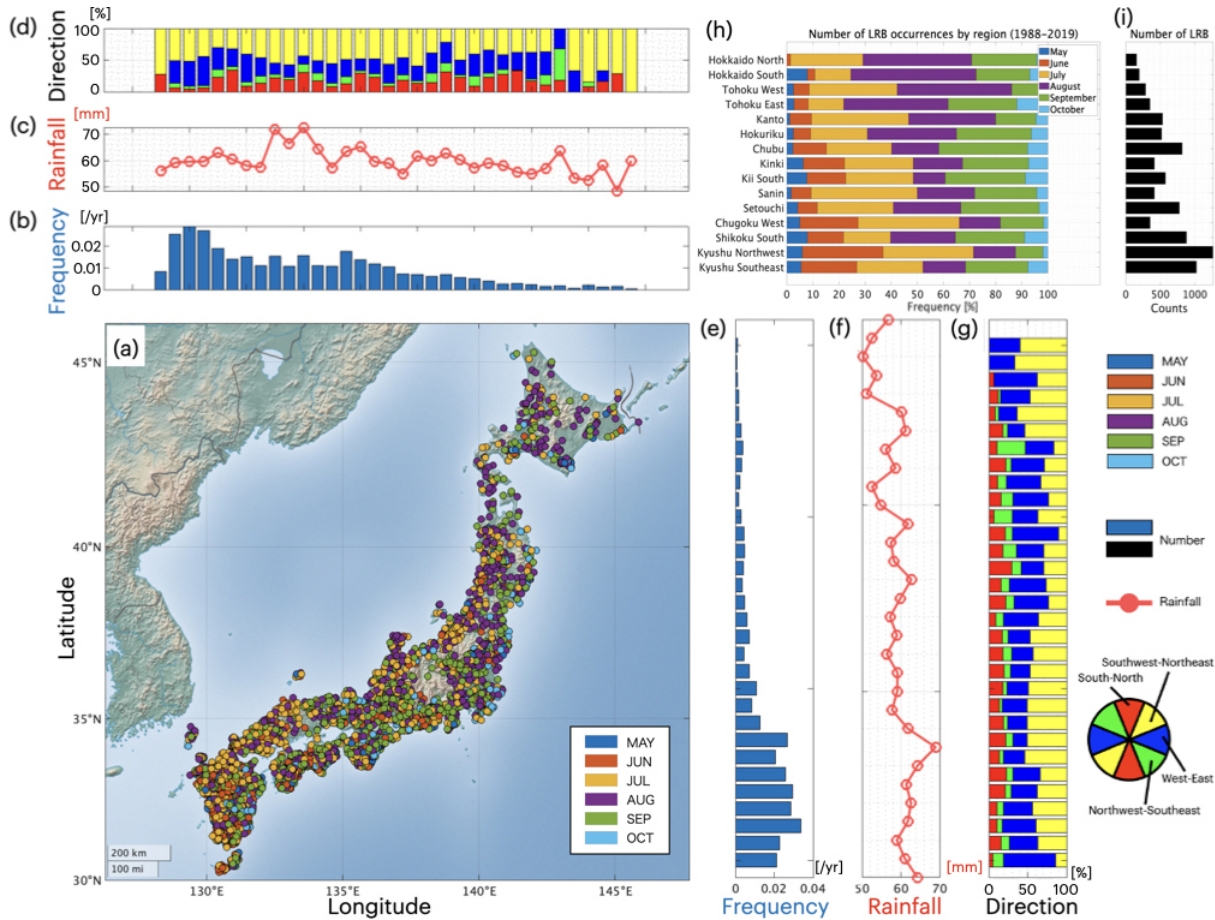 (d)
[%]
100
50
0
Direction
(c)
[mm]
70
60
50
Rainfall
(b)
[/yr]
0.02
0.01
0
Frequency
(h)
Number of LRB occurrences by region (1988-2019)
Hokkaido North
Hokkaido South
Tohoku West
Tohoku East
Kanto
Hokuriku
Chubu
Kinki
Kii South
Sanin
Setouchi
Chugoku West
Shikoku South
Kyushu Northwest
Kyushu Southeast
May
June
July
August
September
October
0 10 20 30 40 50 60 70 80 90 100 110 120
Frequency [%]
(i)
Number of LRB
0 500 1000
Counts
(a)
45°N
40°N
35°N
30°N
Latitude
130°E 135°E 140°E 145°E
Longitude
200 km
100 mi
MAY
JUN
JUL
AUG
SEP
OCT
(e)
0 0.02 0.04
[/yr]
Frequency
(f)
50 60 70
[mm]
Rainfall
(g)
0 50 100
[%]
Direction
MAY
JUN
JUL
AUG
SEP
OCT
Number
Rainfall
Southwest-Northeast
South-North
West-East
Northwest-Southeast